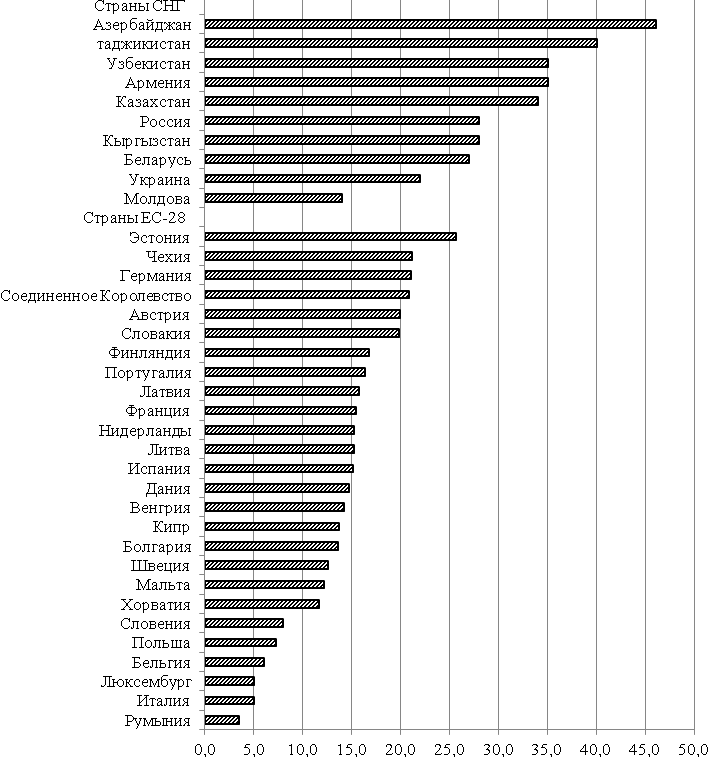 Страны СНГ
Азербайджан
таджикистан
Узбекистан
Армения
Казахстан
Россия
Кыргызстан
Беларусь
Украина
Молдова
Страны ЕС-28
Эстония
Чехия
Германия
Соединенное Королевство
Австрия
Словакия
Финляндия
Португалия
Латвия
Франция
Нидерланды
Литва
Испания
Дания
Венгрия
Кипр
Болгария
Швеция
Мальта
Хорватия
Словения
Польша
Бельгия
Люксембург
Италия
Румыния
0,0 5,0 10,0 15,0 20,0 25,0 30,0 35,0 40,0 45,0 50,0